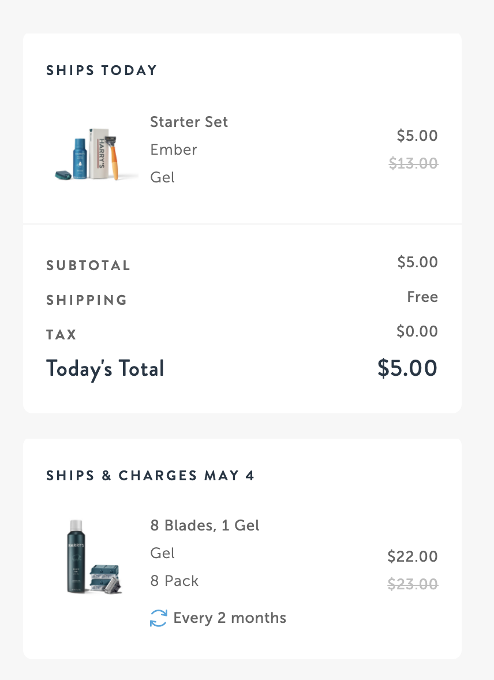 SHIPS TODAY
HARRY'S
Starter Set
Ember
Gel
$5.00
$13.00
SUBTOTAL
$5.00
SHIPPING
Free
TAX
$0.00
Today's Total
$5.00
SHIPS & CHARGES MAY 4
HARRY'S
8 Blades, 1 Gel
Gel
8 Pack
$22.00
$23.00
Every 2 months